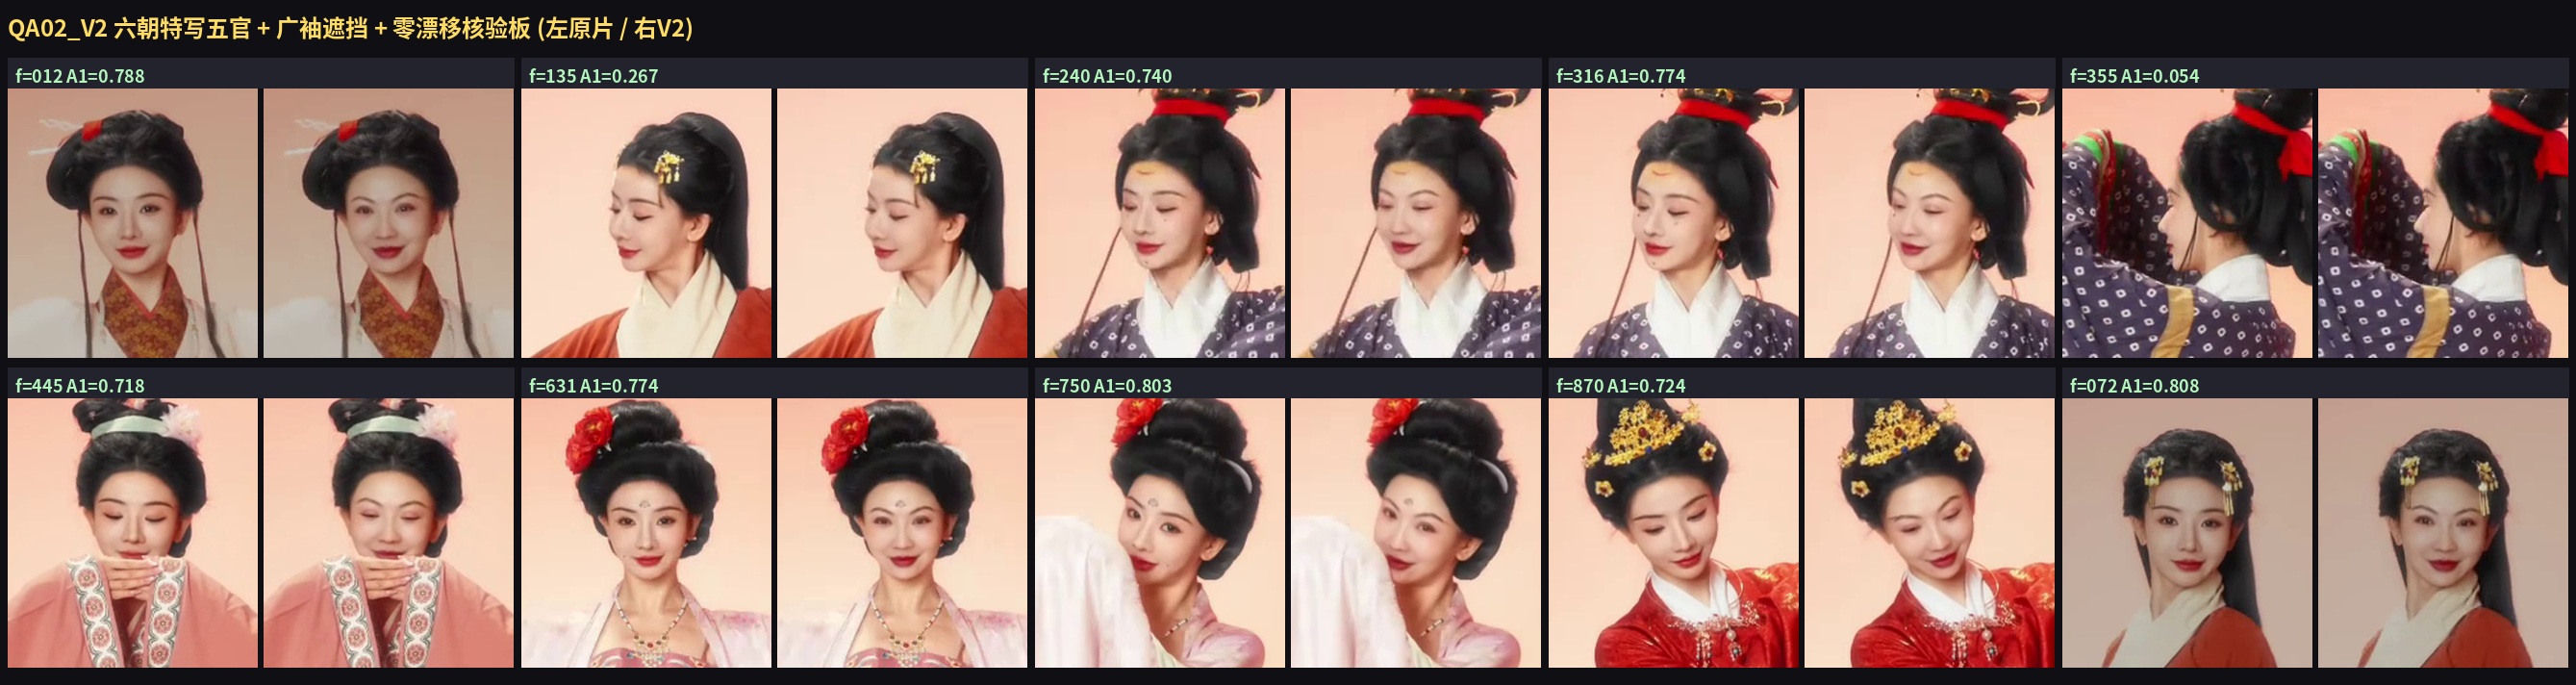 QA02_V2 六朝特写五官 + 广袖遮挡 + 零漂移核验板 (左原片 / 右V2)
f=012 A1=0.788
f=135 A1=0.267
f=240 A1=0.740
f=316 A1=0.774
f=355 A1=0.054
f=445 A1=0.718
f=631 A1=0.774
f=750 A1=0.803
f=870 A1=0.724
f=072 A1=0.808